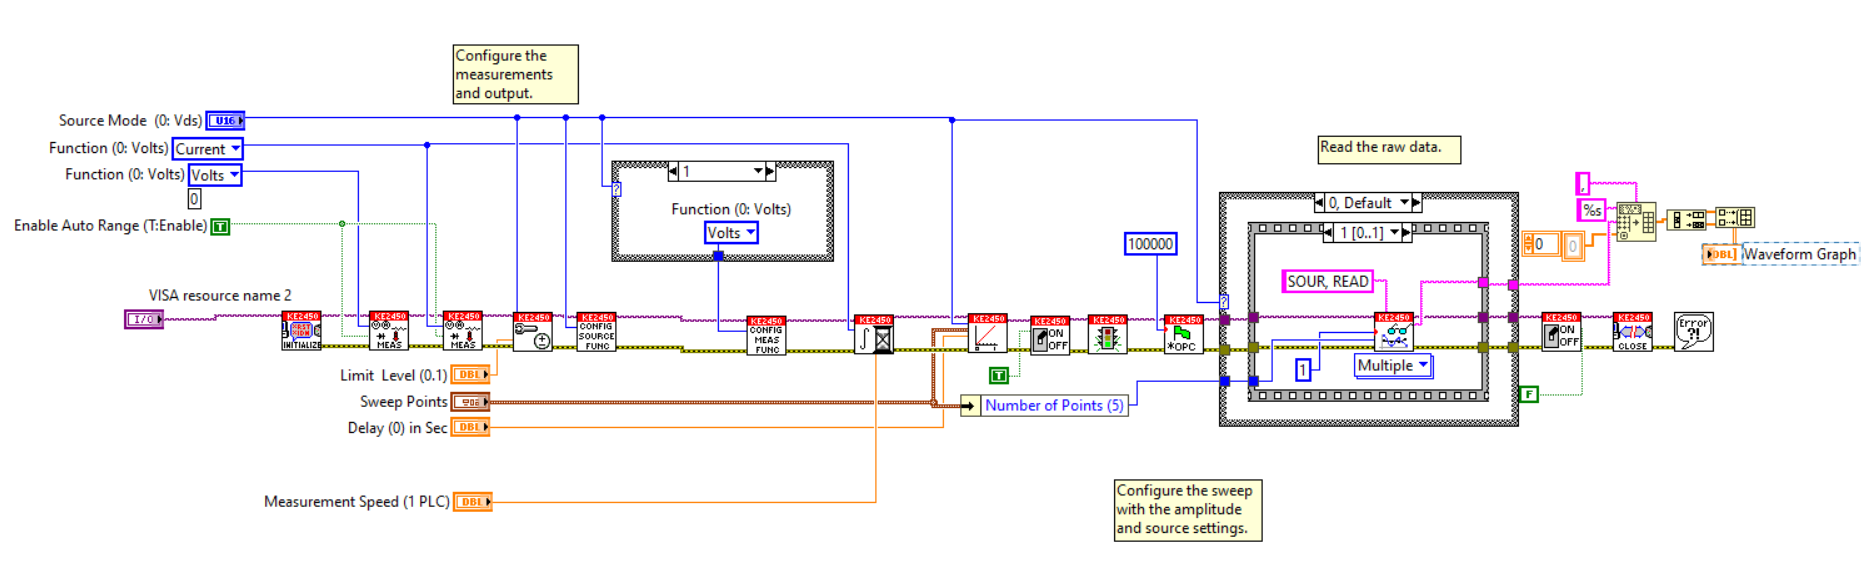 Configure the
measurements
and output.
Source Mode (0: Vds)
U16
Function (0: Volts)
Current
Function (0: Volts)
Volts
0
Enable Auto Range (T:Enable)
T
1
Function (0: Volts)
Volts
Read the raw data.
0, Default
1 [0..1]
,
%s
0
0
DBL]
Waveform Graph
100000
SOUR, READ
VISA resource name 2
I/O
KE2450
INITIALIZE
KE2450
MEAS
KE2450
MEAS
KE2450
KE2450
CONFIG
SOURCE
FUNC
KE2450
CONFIG
MEAS
FUNC
KE2450
KE2450
KE2450
ON
OFF
KE2450
KE2450
*OPC
KE2450
KE2450
ON
OFF
KE2450
CLOSE
Error
?!
T
1
Multiple
F
Limit Level (0.1)
DBL
Sweep Points
Number of Points (5)
Delay (0) in Sec
DBL
Measurement Speed (1 PLC)
DBL
Configure the sweep
with the amplitude
and source settings.